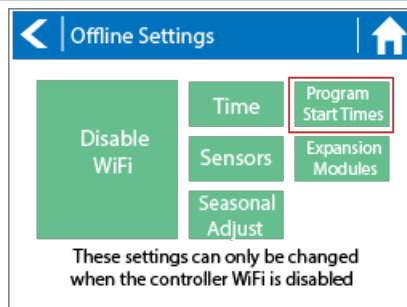 Offline Settings
Disable
WiFi
Time
Program
Start Times
Sensors
Expansion
Modules
Seasonal
Adjust
These settings can only be changed
when the controller WiFi is disabled